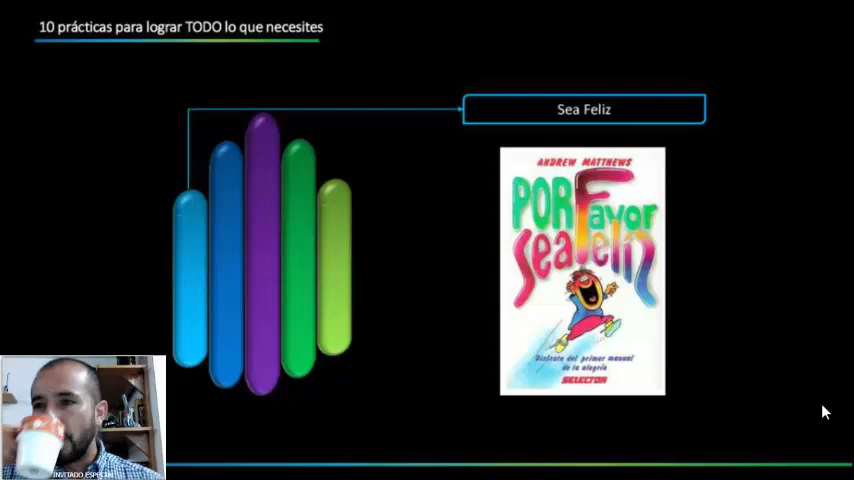 10 prácticas para lograr TODO lo que necesites
Sea Feliz
ANDREW MATTHEWS
POR Favor
Sea Feliz
Disfrute del primer manual
de la alegría
SELECTOR
INVITADO ESPECIAL